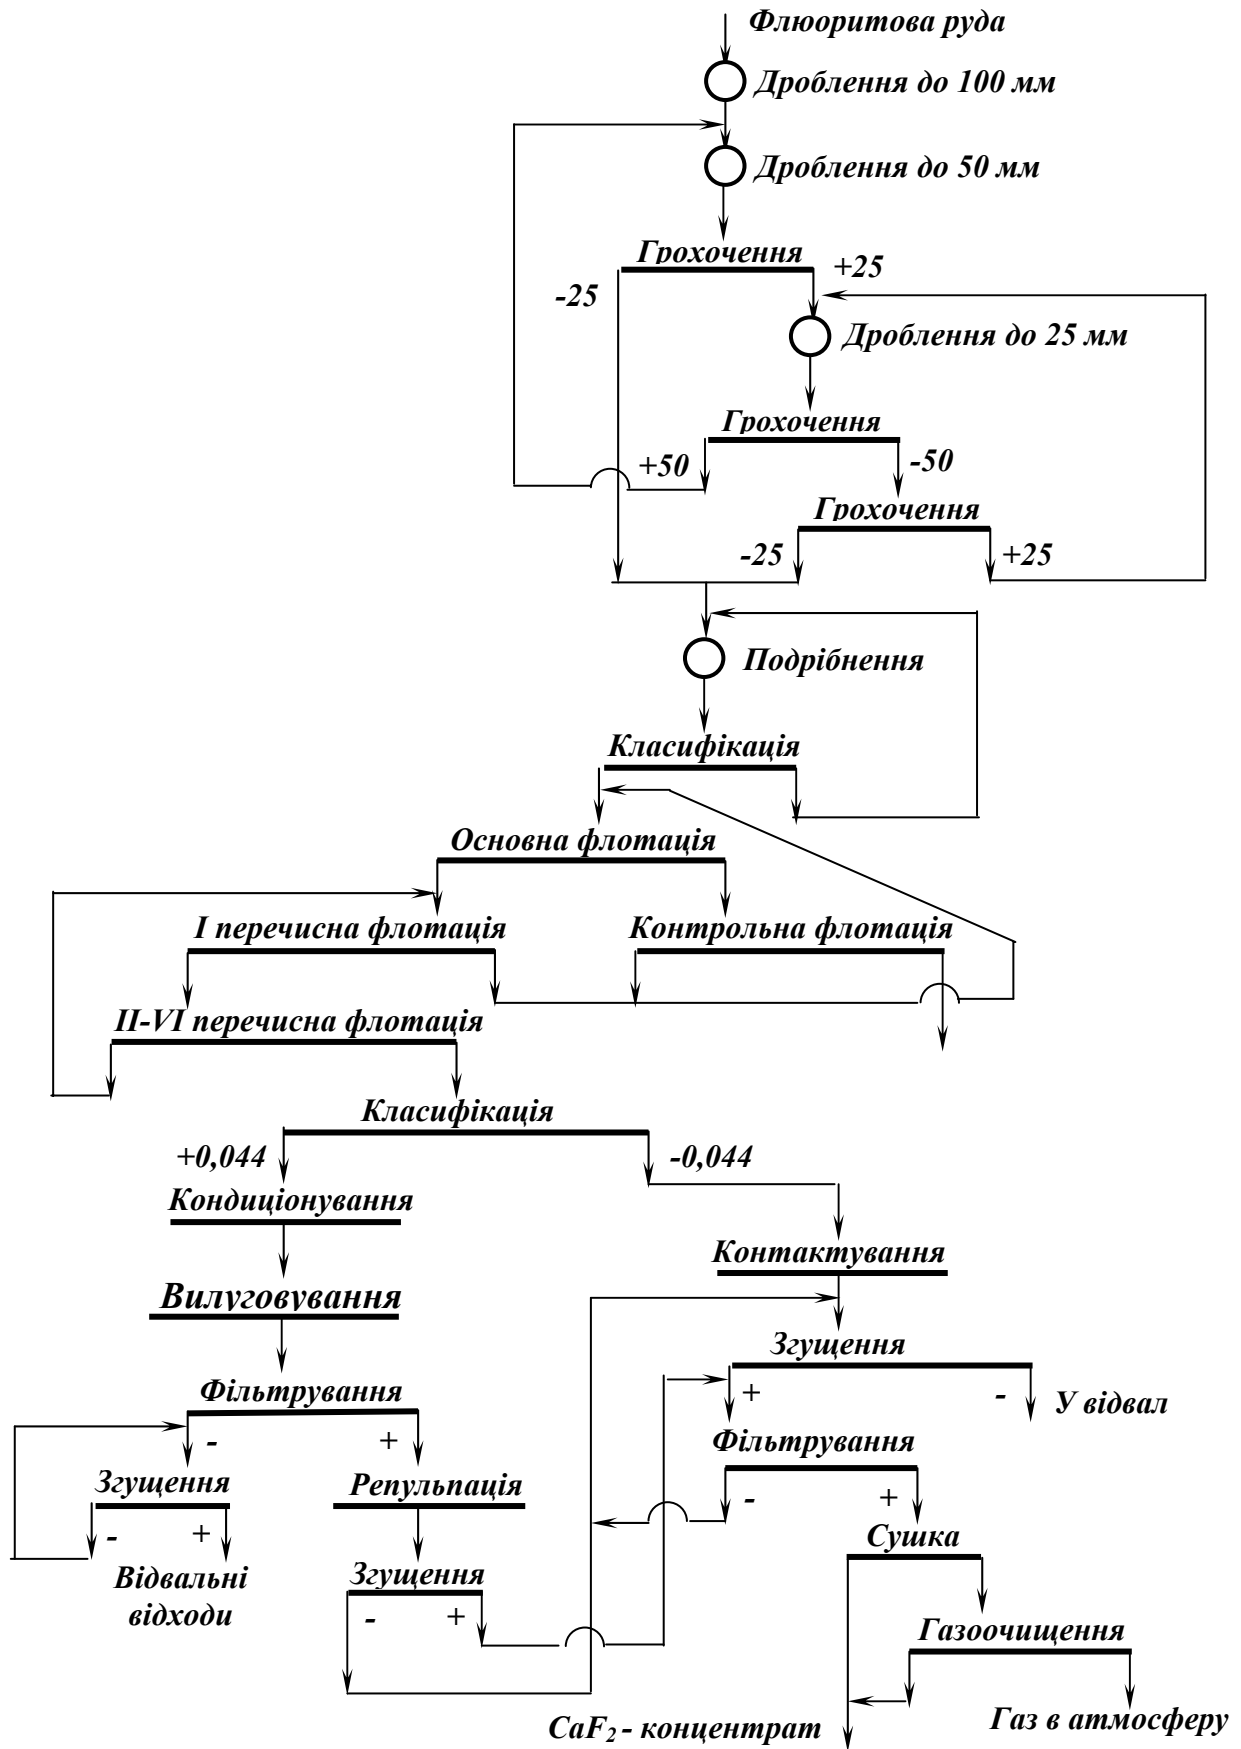 Флюоритова руда
Дроблення до 100 мм
Дроблення до 50 мм
Грохочення
-25
+25
Дроблення до 25 мм
Грохочення
+50
-50
Грохочення
-25
+25
Подрібнення
Класифікація
Основна флотація
I перечисна флотація
Контрольна флотація
II-VI перечисна флотація
Класифікація
+0,044
-0,044
Кондиціонування
Контактування
Вилуговування
Згущення
+
-
У відвал
Фільтрування
-
+
Фільтрування
-
+
Згущення
-
+
Відвальні
відходи
Репульпація
Сушка
Згущення
-
+
Газоочищення
CaF2 - концентрат
Газ в атмосферу